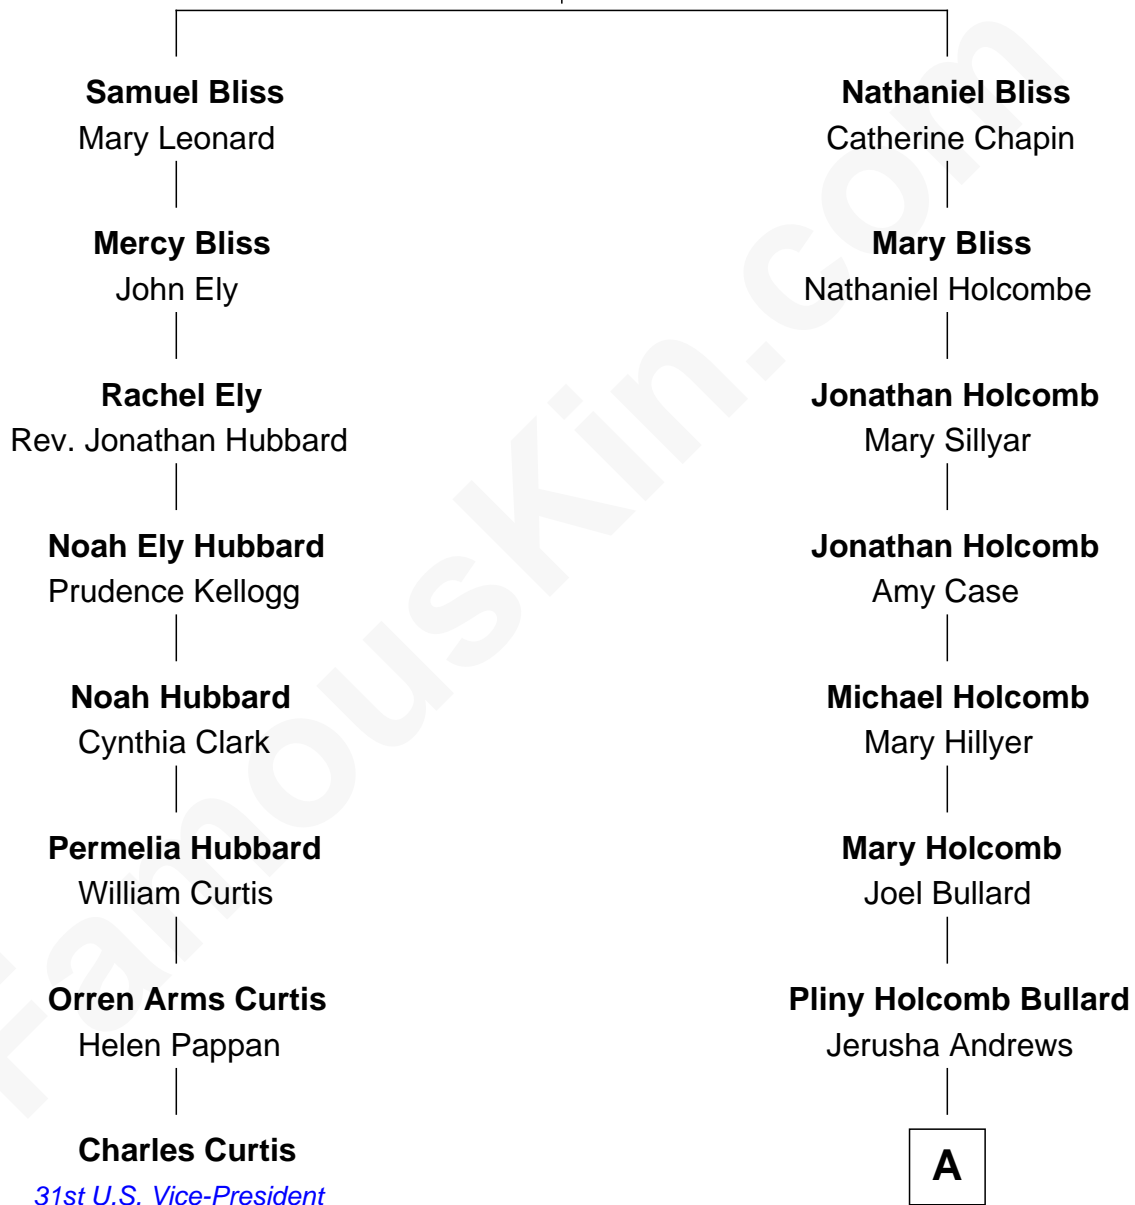 Samuel Bliss
Mary Leonard
Nathaniel Bliss
Catherine Chapin
Mercy Bliss
John Ely
Mary Bliss
Nathaniel Holcombe
Rachel Ely
Rev. Jonathan Hubbard
Jonathan Holcomb
Mary Sillyar
Noah Ely Hubbard
Prudence Kellogg
Jonathan Holcomb
Amy Case
Noah Hubbard
Cynthia Clark
Michael Holcomb
Mary Hillyer
Permelia Hubbard
William Curtis
Mary Holcomb
Joel Bullard
Orren Arms Curtis
Helen Pappan
Pliny Holcomb Bullard
Jerusha Andrews
Charles Curtis
31st U.S. Vice-President
A
FamousKin.com